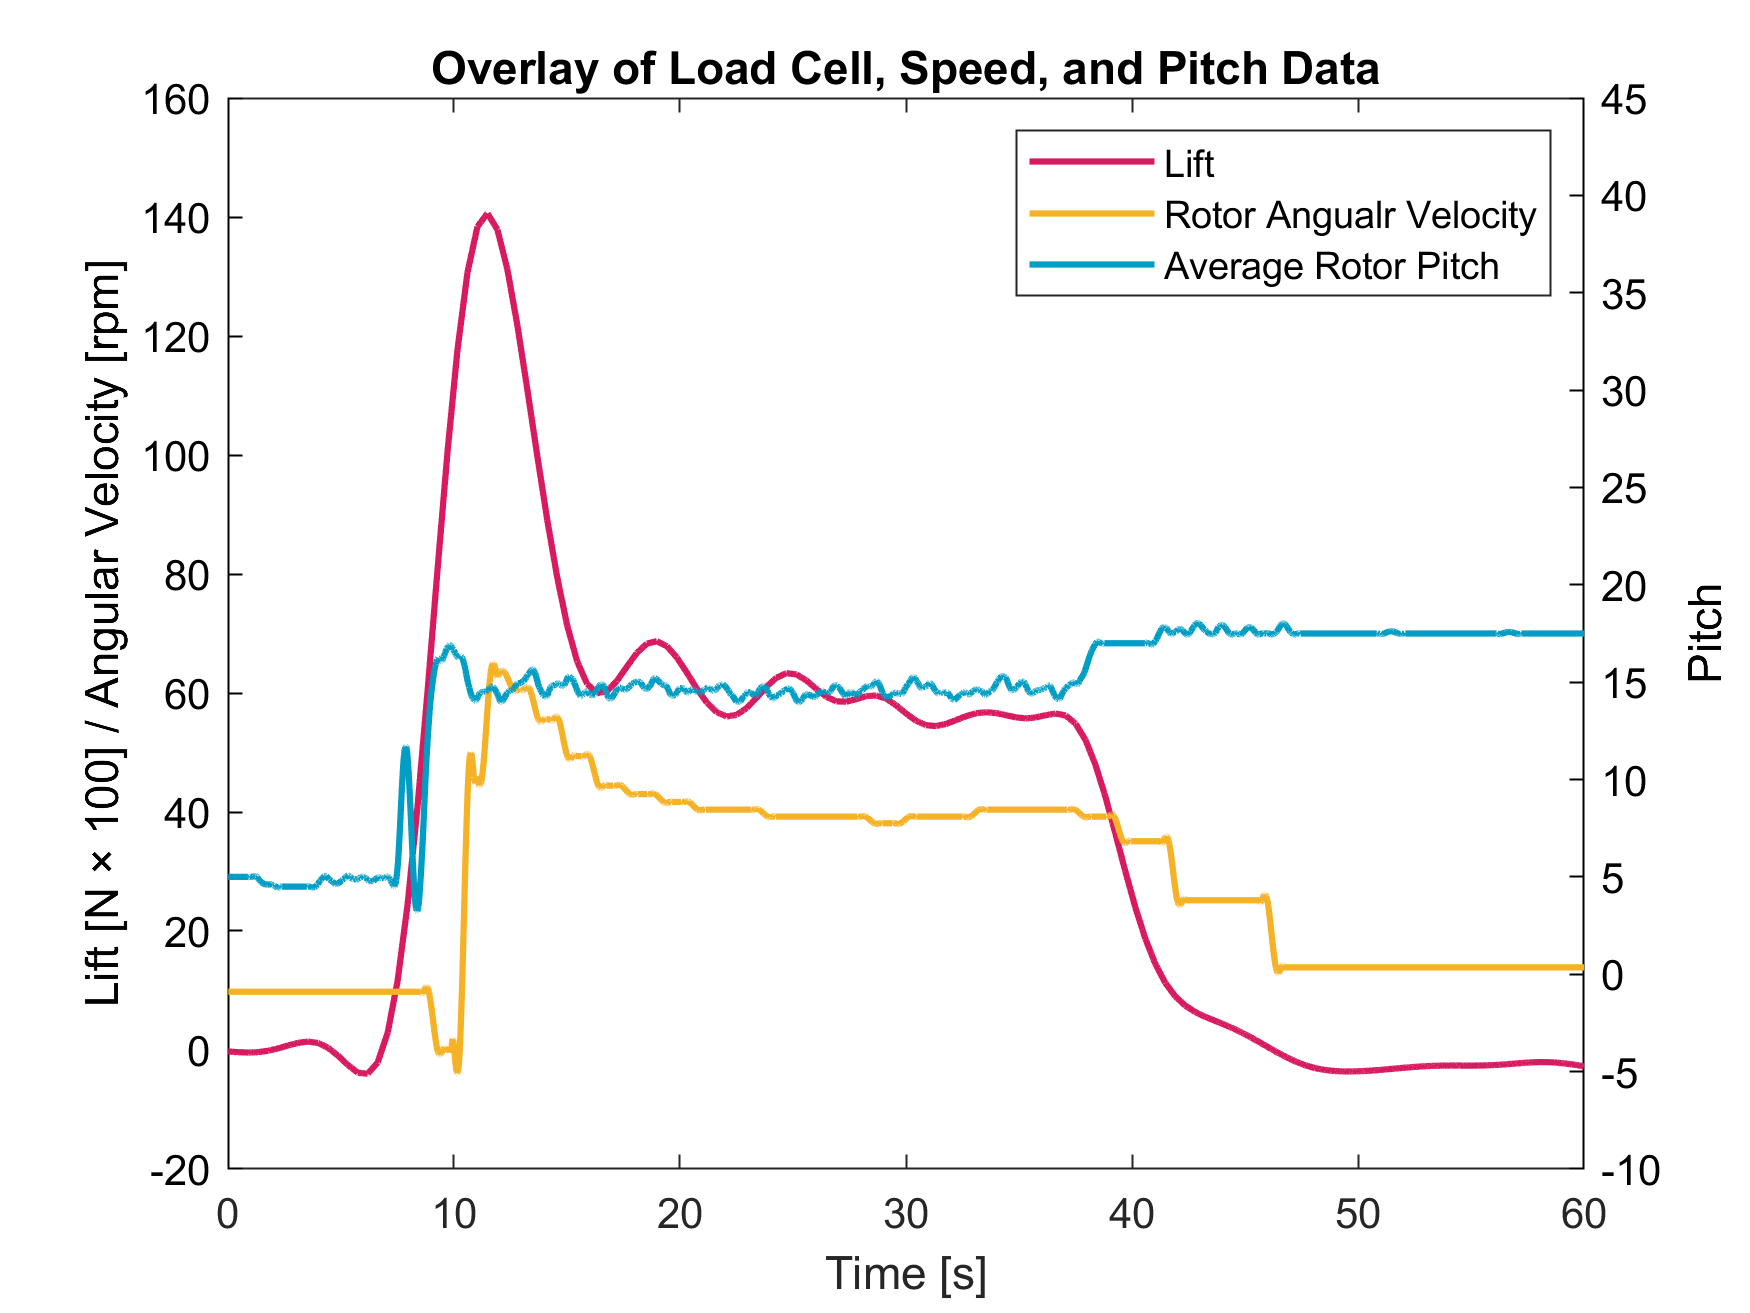 Overlay of Load Cell, Speed, and Pitch Data
Lift [N × 100] / Angular Velocity [rpm]
160
140
120
100
80
60
40
20
0
-20
Lift
Rotor Angualr Velocity
Average Rotor Pitch
45
40
35
30
25
20
15
10
5
0
-5
-10
Pitch
0 10 20 30 40 50 60
Time [s]